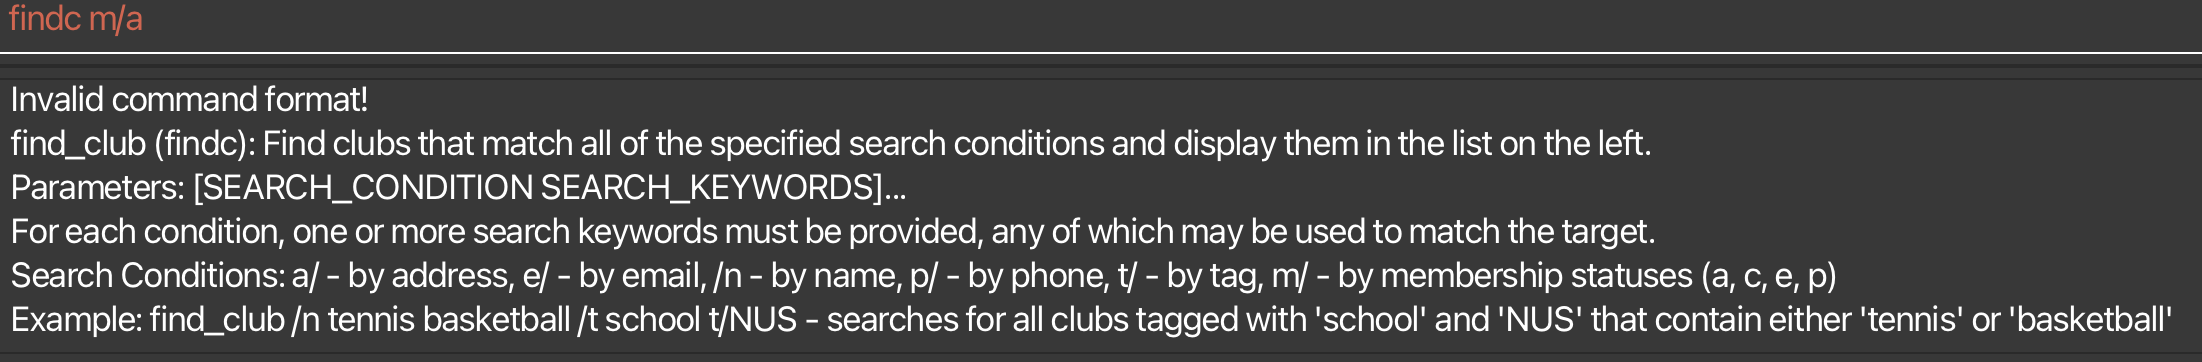 findc m/a
Invalid command format!
find_club (findc): Find clubs that match all of the specified search conditions and display them in the list on the left.
Parameters: [SEARCH_CONDITION SEARCH_KEYWORDS]...
For each condition, one or more search keywords must be provided, any of which may be used to match the target.
Search Conditions: a/ - by address, e/ - by email, /n - by name, p/ - by phone, t/ - by tag, m/ - by membership statuses (a, c, e, p)
Example: find_club /n tennis basketball /t school t/NUS - searches for all clubs tagged with 'school' and 'NUS' that contain either 'tennis' or 'basketball'